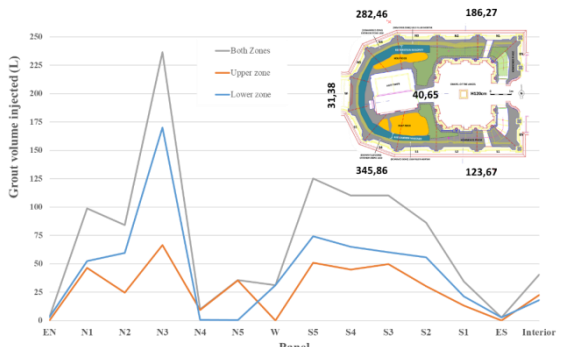 282,46
186,27
250
225
200
175
150
125
100
75
50
25
0
Grout volume injected (L)
Both Zones
Upper zone
Lower zone
31,38
40,65
345,86
123,67
EN N1 N2 N3 N4 N5 W S5 S4 S3 S2 S1 ES Interior
Panel